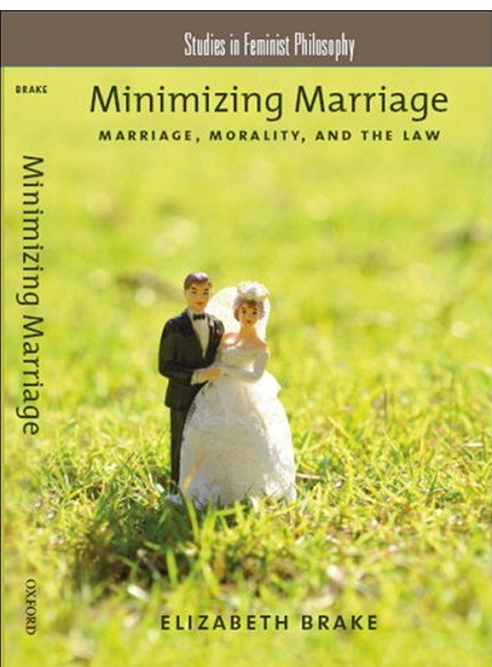 Studies in Feminist Philosophy
BRAKE
Minimizing Marriage
MARRIAGE, MORALITY, AND THE LAW
Minimizing Marriage
OXFORD
ELIZABETH BRAKE